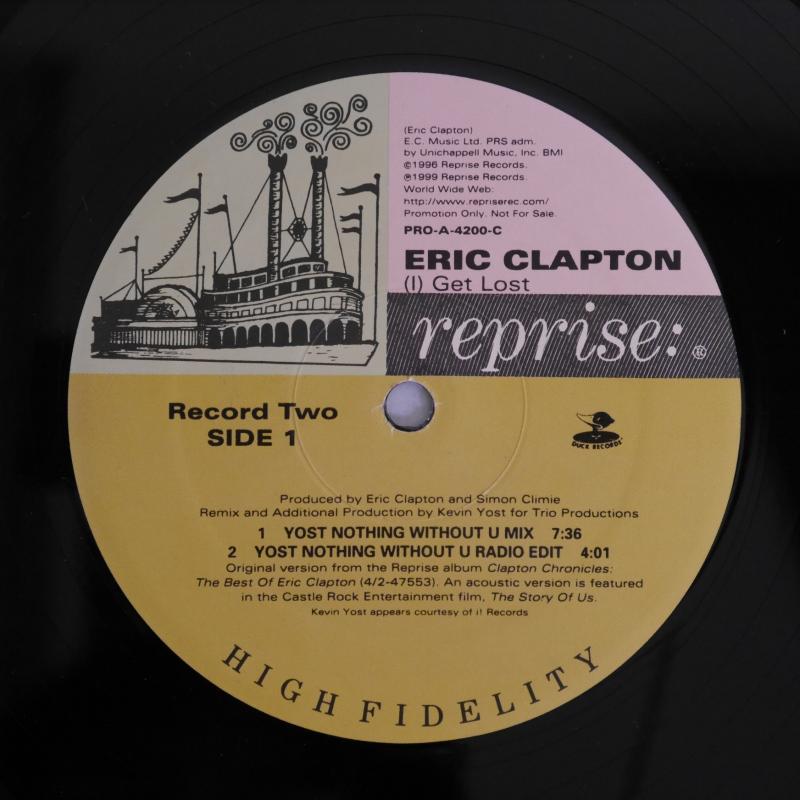 (Eric Clapton)
E.C. Music Ltd. PRS adm.
by Unichappell Music, Inc. BMI
©1996 Reprise Records.
℗1999 Reprise Records.
World Wide Web:
http://www.repriserec.com/
Promotion Only. Not For Sale.
PRO-A-4200-C
ERIC CLAPTON
(I) Get Lost
reprise: ®
Record Two
SIDE 1
DUCK RECORDS
Produced by Eric Clapton and Simon Climie
Remix and Additional Production by Kevin Yost for Trio Productions
1 YOST NOTHING WITHOUT U MIX 7:36
2 YOST NOTHING WITHOUT U RADIO EDIT 4:01
Original version from the Reprise album Clapton Chronicles:
The Best Of Eric Clapton (4/2-47553). An acoustic version is featured
in the Castle Rock Entertainment film, The Story Of Us.
Kevin Yost appears courtesy of i! Records
HIGH FIDELITY